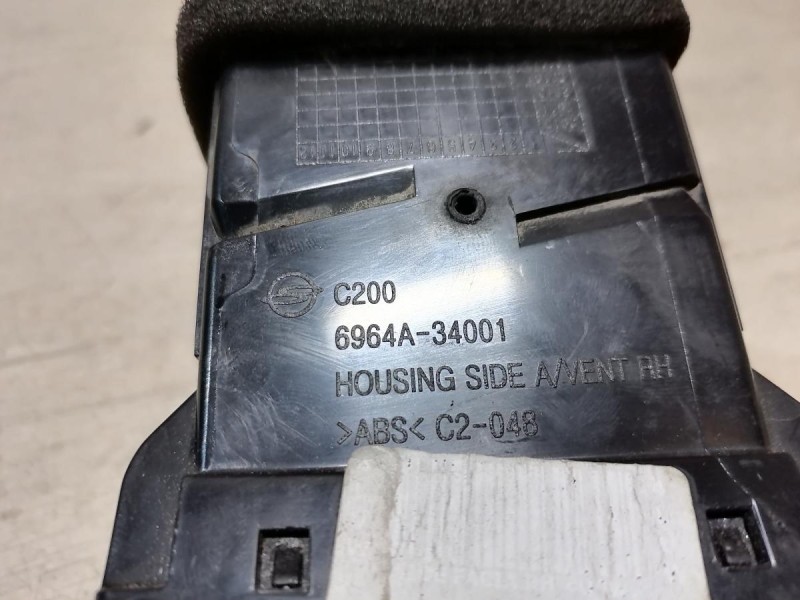 C200
6964A-34001
HOUSING SIDE A/VENT RH
>ABS< C2-048